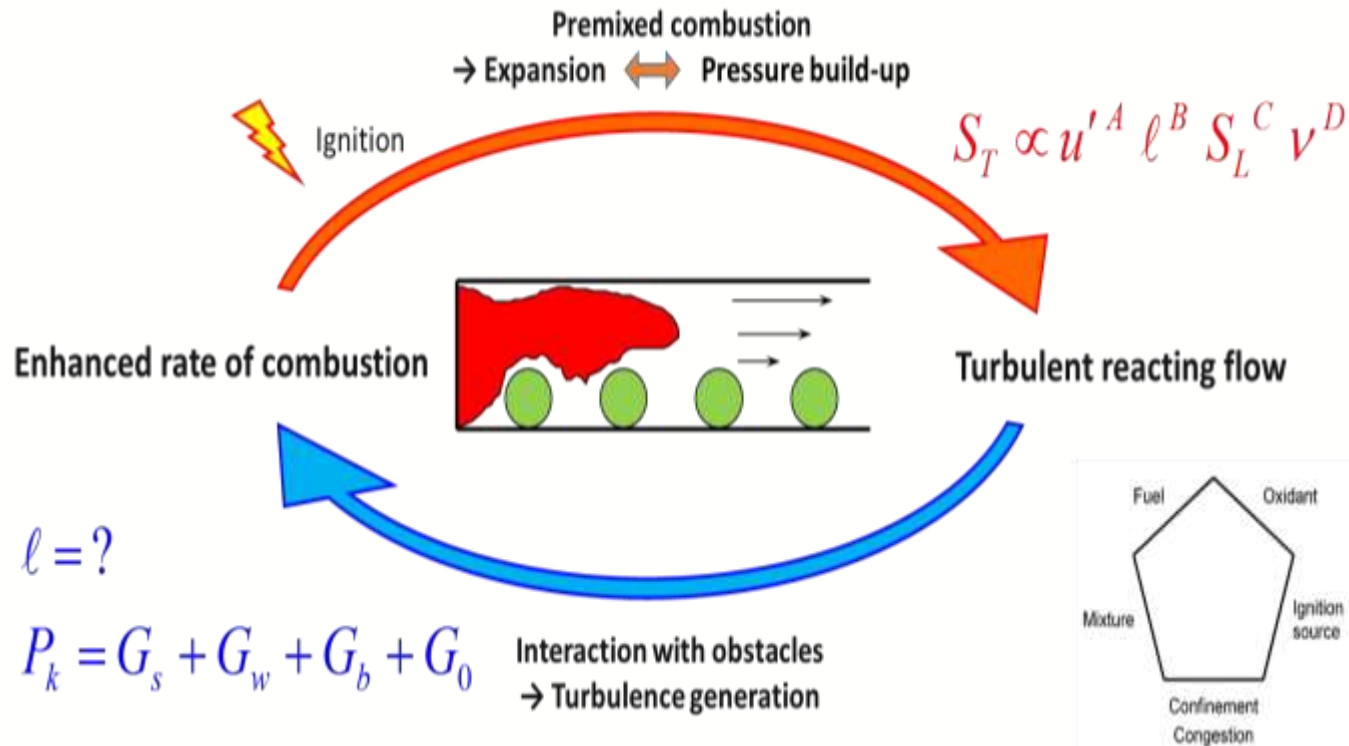 Premixed combustion
→ Expansion ⇔ Pressure build-up
Ignition
S_T ∝ u'^A ℓ^B S_L^C ν^D
Enhanced rate of combustion
Turbulent reacting flow
ℓ = ?
P_k = G_s + G_w + G_b + G_0
Interaction with obstacles
→ Turbulence generation
Fuel
Oxidant
Mixture
Ignition
source
Confinement
Congestion